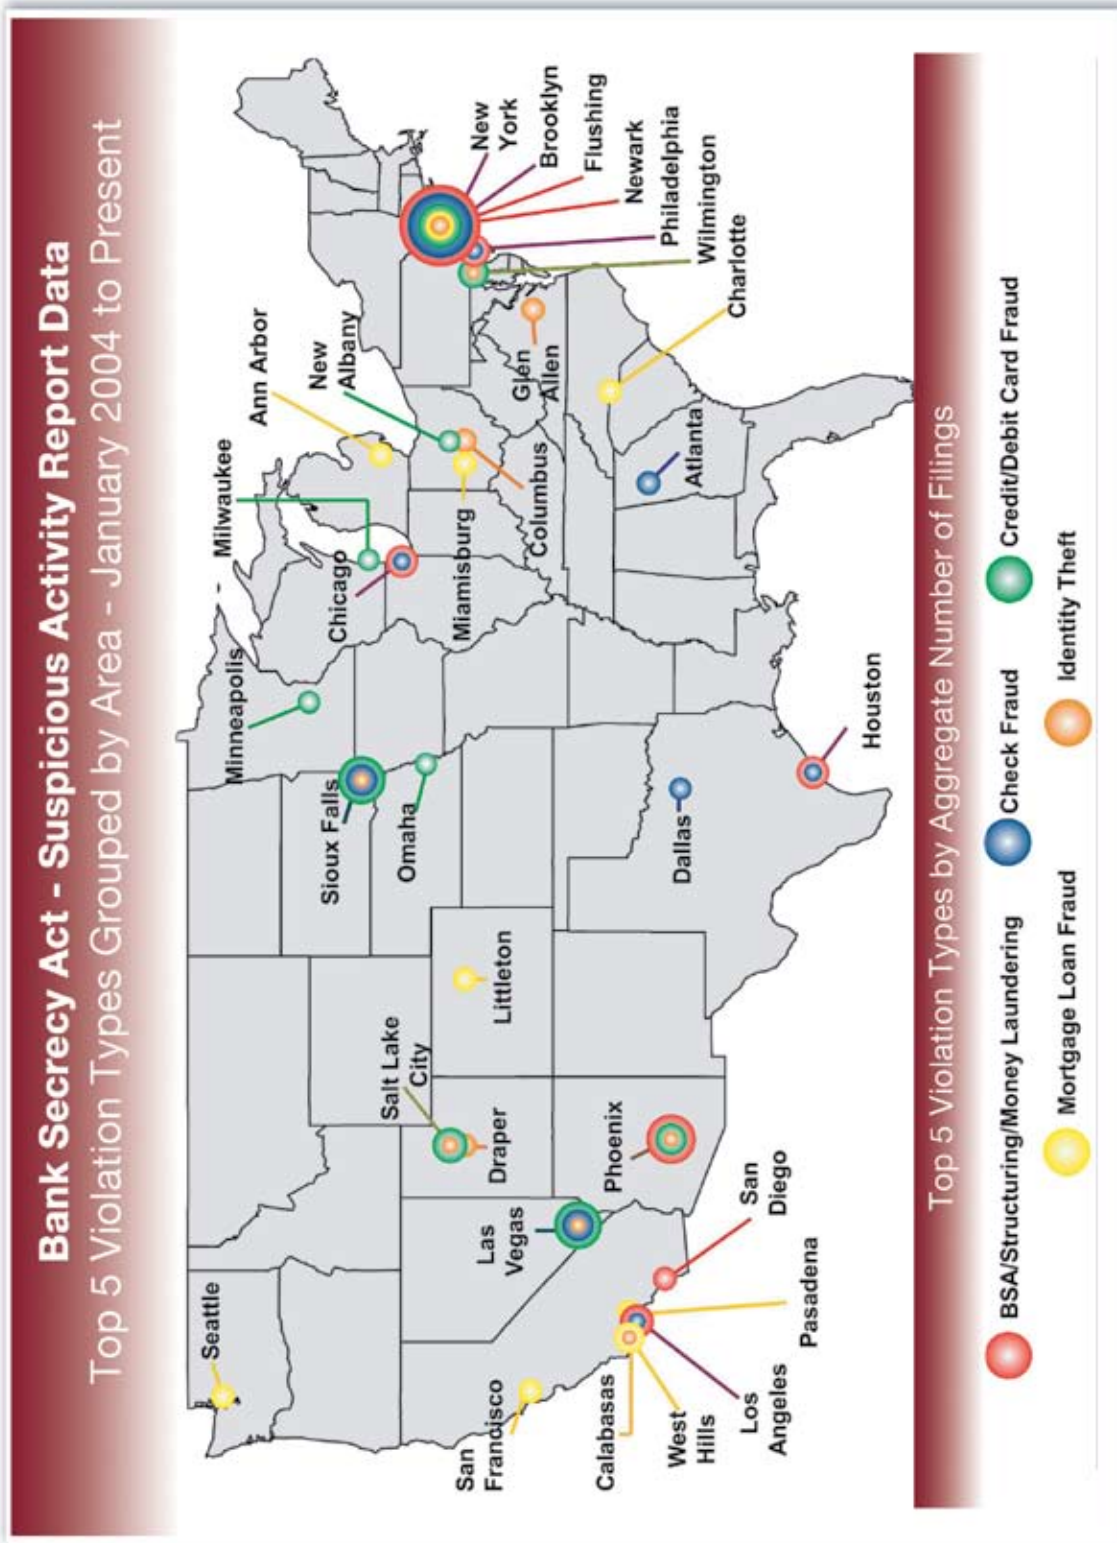 Bank Secrecy Act - Suspicious Activity Report Data
Top 5 Violation Types Grouped by Area - January 2004 to Present
Seattle
San
Francisco
Calabasas
West
Hills
Los
Angeles
Pasadena
San
Diego
Las
Vegas
Phoenix
Draper
Salt Lake
City
Littleton
Sioux Falls
Omaha
Minneapolis
Dallas
Houston
Milwaukee
Chicago
Miamisburg
Columbus
Ann Arbor
New
Albany
Atlanta
Glen
Allen
Charlotte
Wilmington
Philadelphia
Newark
Flushing
Brooklyn
New
York
Top 5 Violation Types by Aggregate Number of Filings
BSA/Structuring/Money Laundering
Check Fraud
Credit/Debit Card Fraud
Mortgage Loan Fraud
Identity Theft